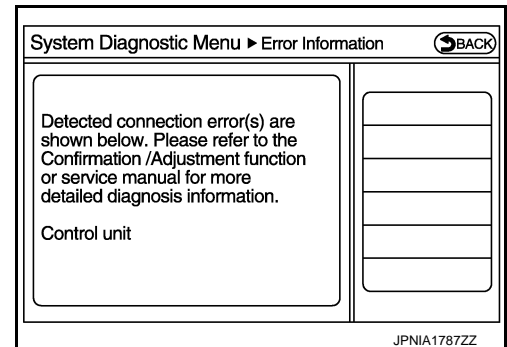 System Diagnostic Menu ▶ Error Information
BACK
Detected connection error(s) are
shown below. Please refer to the
Confirmation /Adjustment function
or service manual for more
detailed diagnosis information.
Control unit
JPNIA1787ZZ